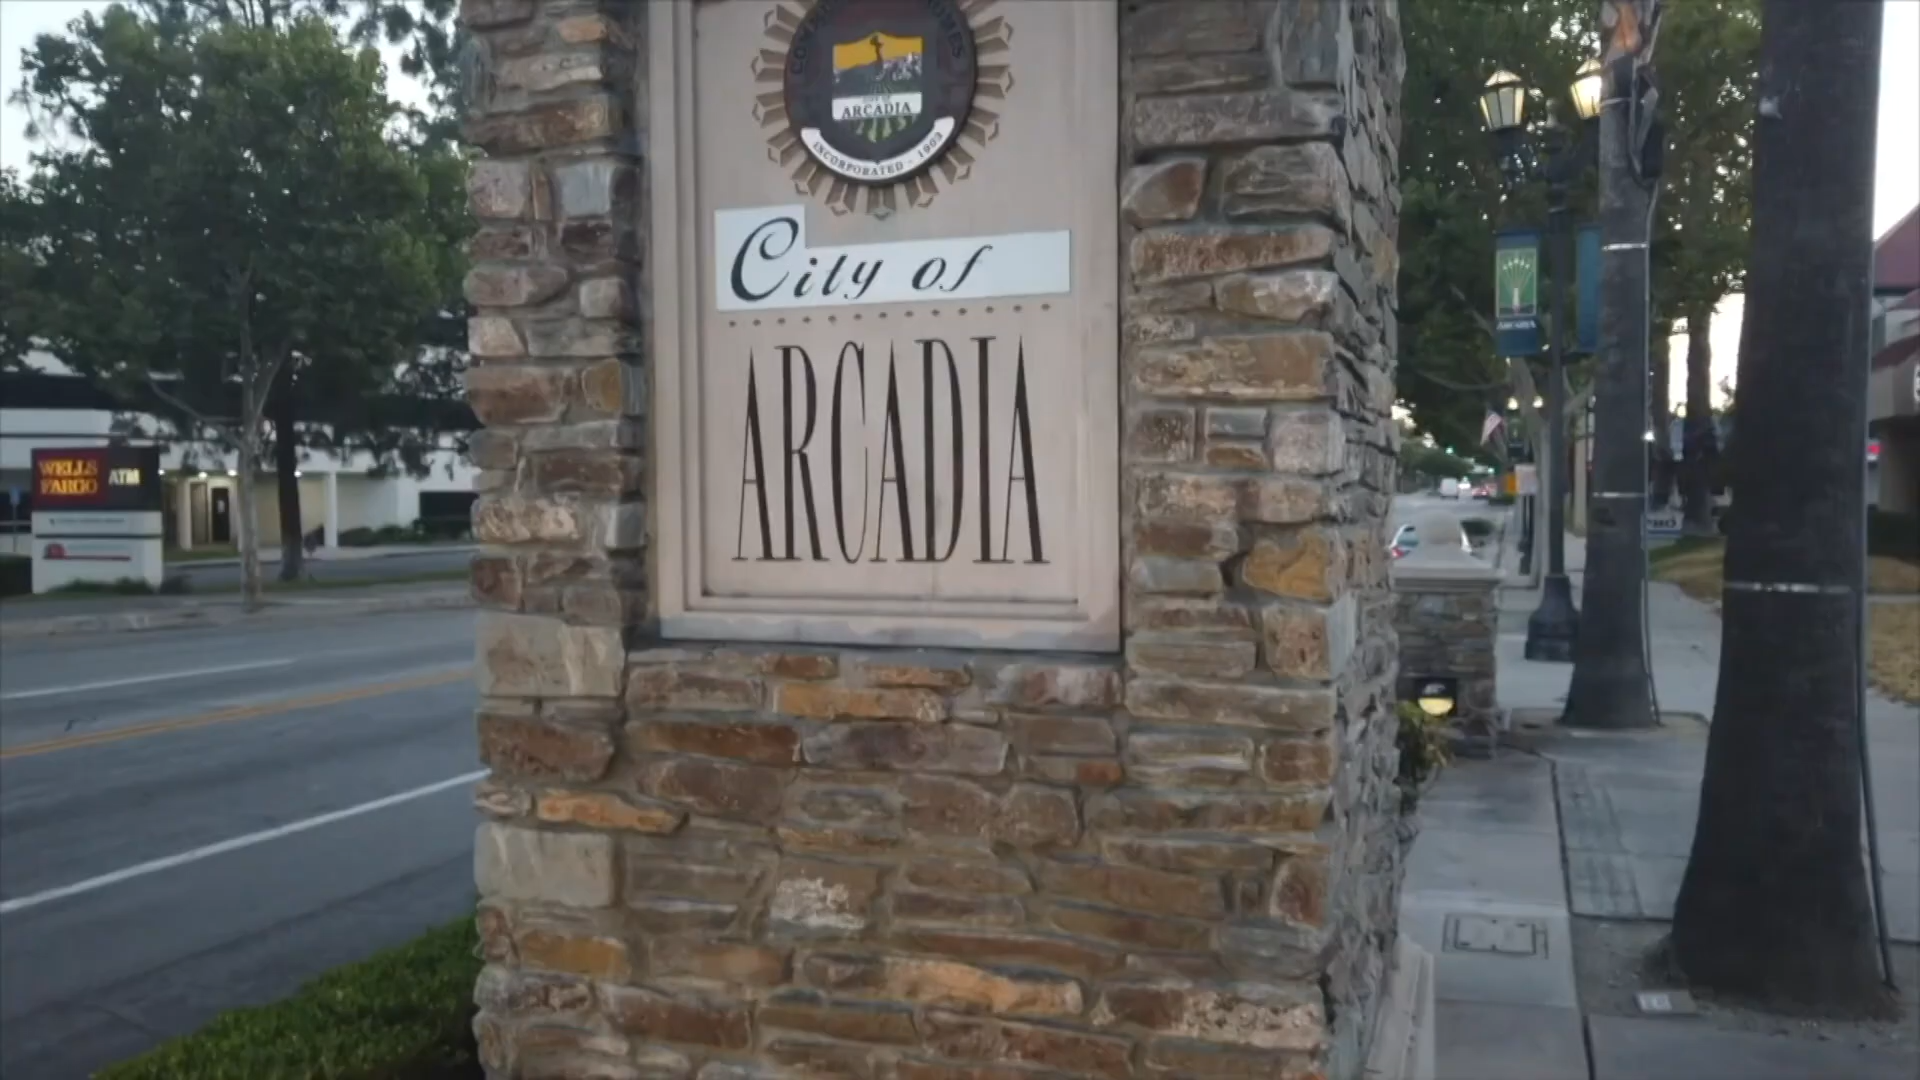 ARCADIA
INCORPORATED - 1903
City of
ARCADIA
WELLS
FARGO
ATM
ARCADIA